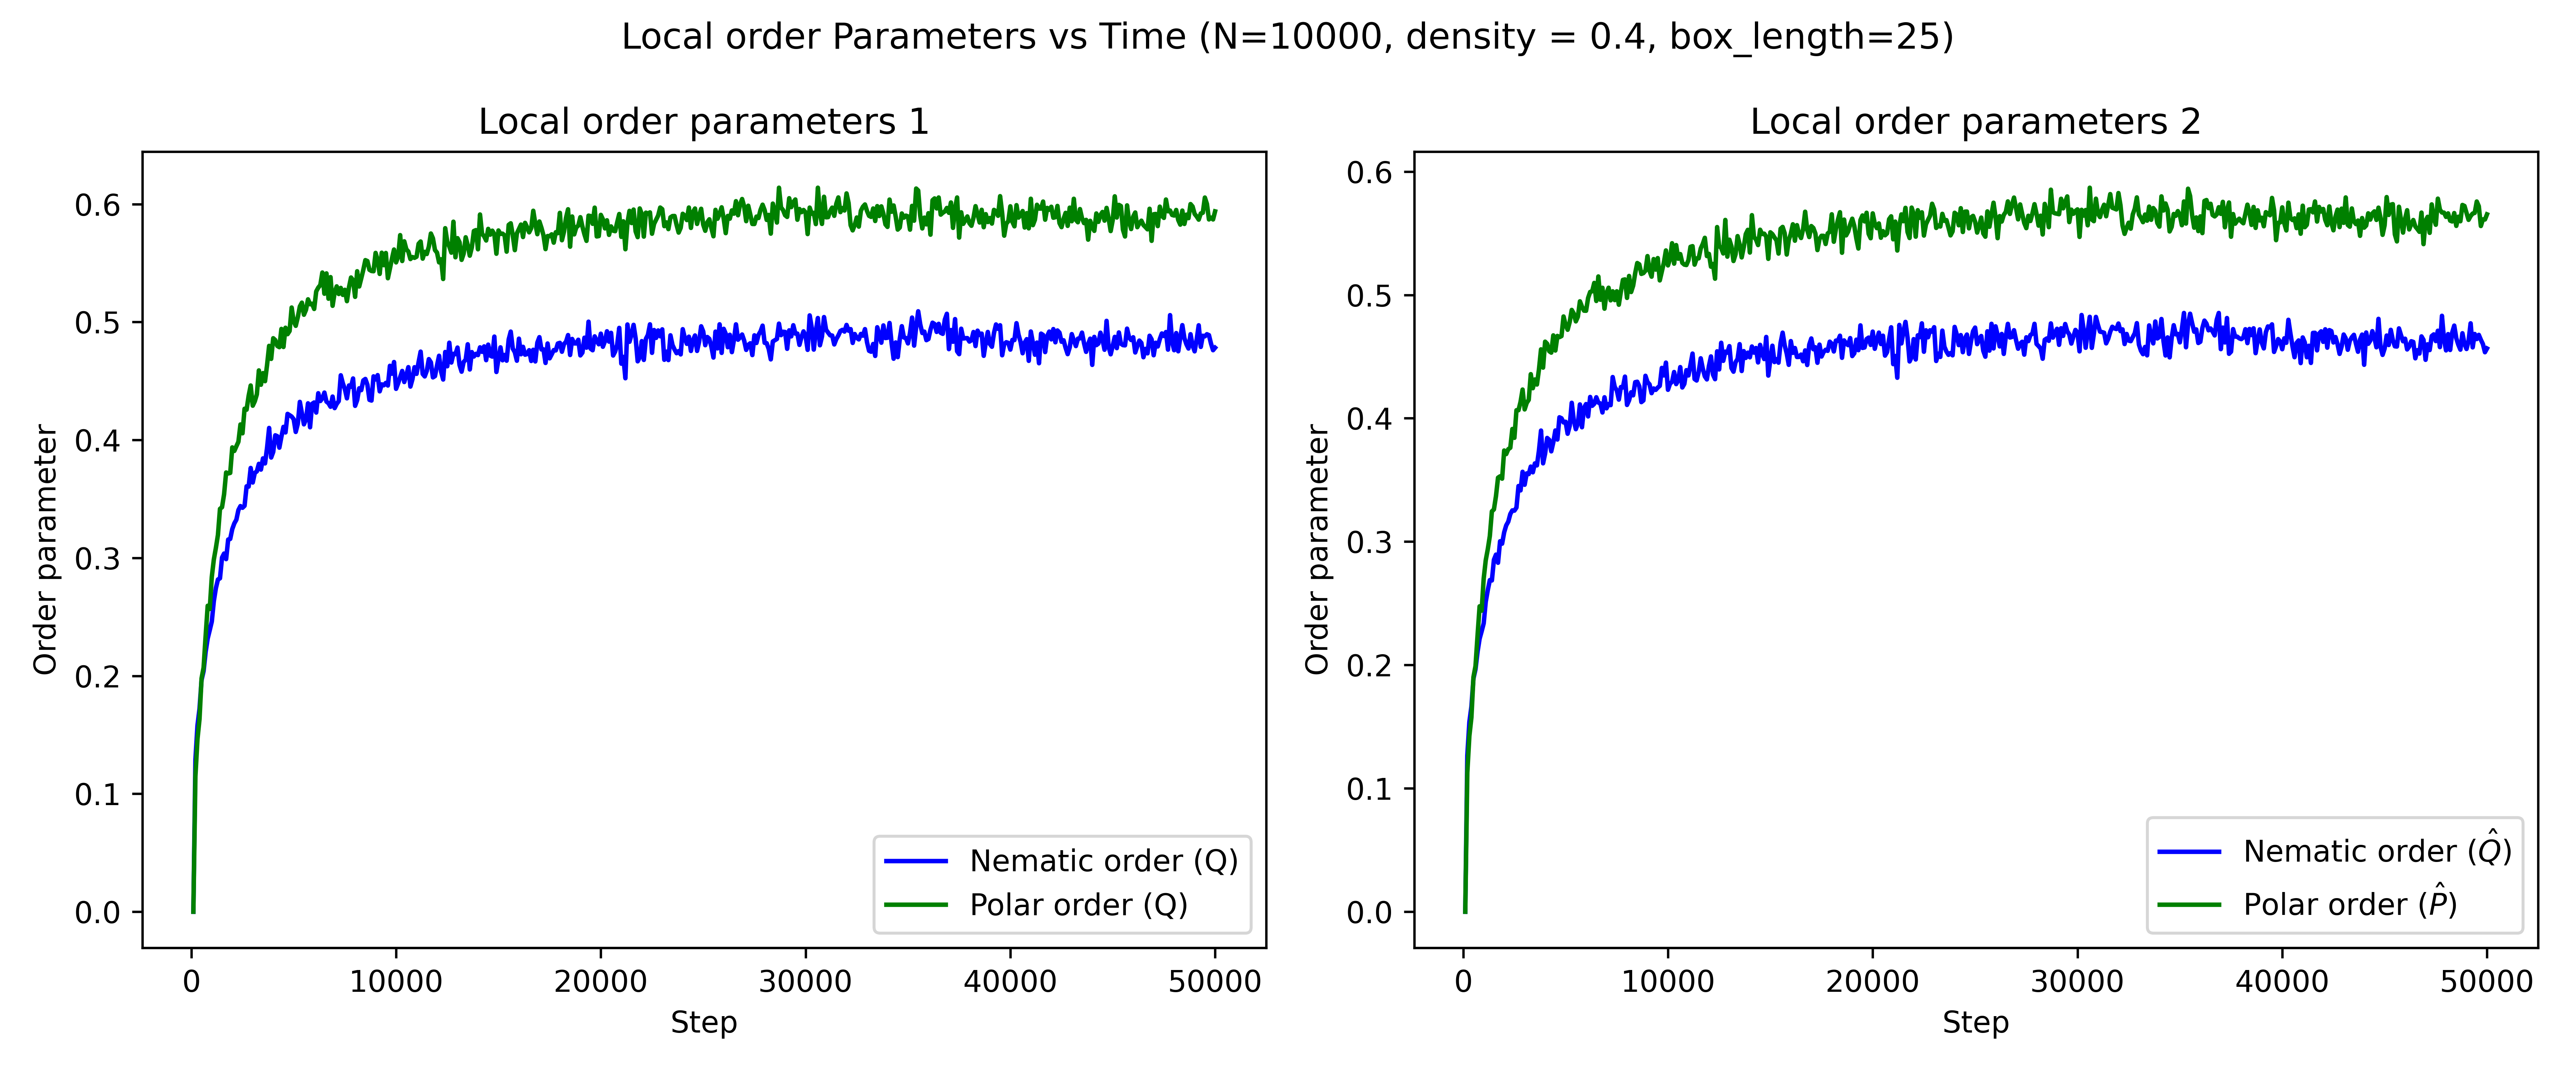 Local order Parameters vs Time (N=10000, density = 0.4, box_length=25)
Local order parameters 1
Order parameter
0.6
0.5
0.4
0.3
0.2
0.1
0.0
0 10000 20000 30000 40000 50000
Step
Nematic order (Q)
Polar order (Q)
Local order parameters 2
Order parameter
0.6
0.5
0.4
0.3
0.2
0.1
0.0
0 10000 20000 30000 40000 50000
Step
Nematic order (Q̂)
Polar order (P̂)